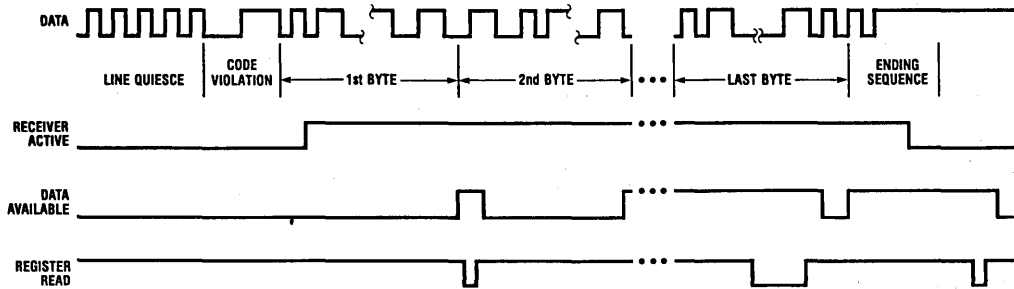 DATA
LINE QUIESCE
CODE
VIOLATION
1st BYTE
2nd BYTE
• • •
LAST BYTE
ENDING
SEQUENCE
RECEIVER
ACTIVE
• • •
DATA
AVAILABLE
• • •
REGISTER
READ
• • •